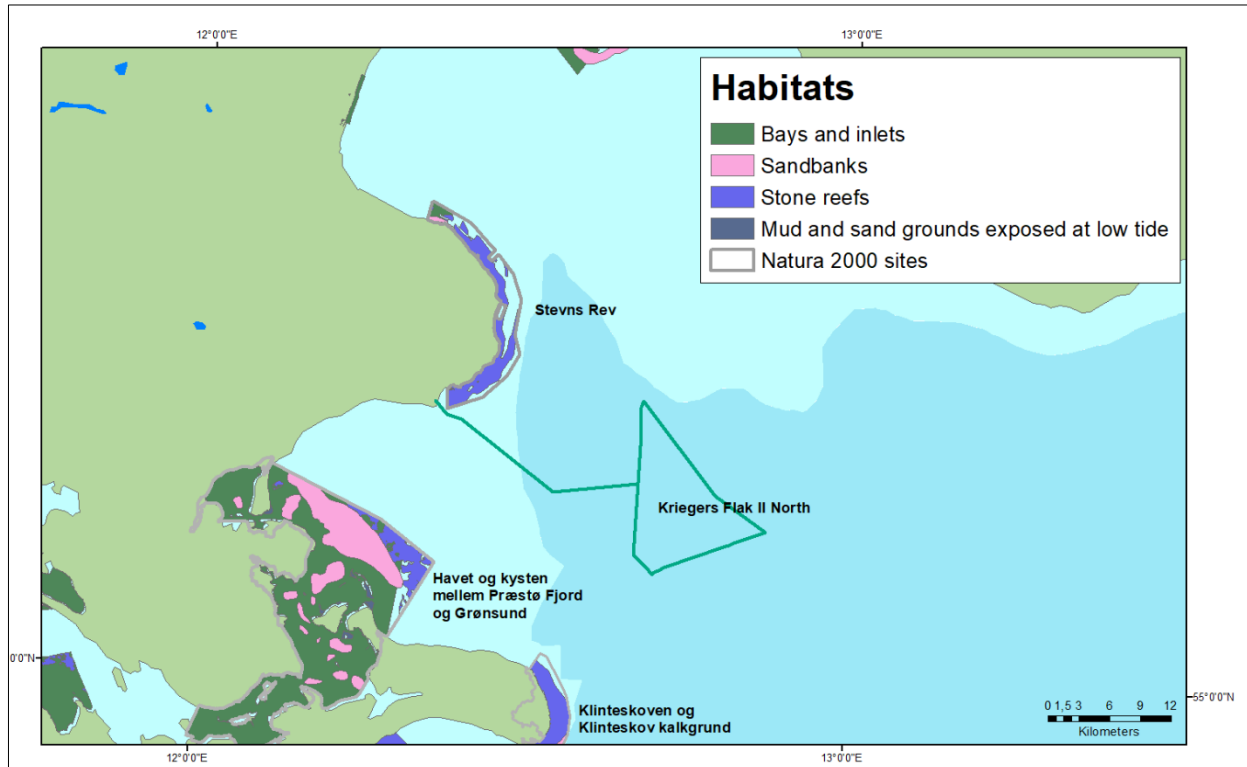 12°0'0"E
13°0'0"E
Habitats
Bays and inlets
Sandbanks
Stone reefs
Mud and sand grounds exposed at low tide
Natura 2000 sites
Stevns Rev
Kriegers Flak II North
Havet og kysten
mellem Præstø Fjord
og Grønsund
0'0"N
55°0'0"N
Klinteskoven og
Klinteskov kalkgrund
0 1,5 3 6 9 12
Kilometers
12°0'0"E
13°0'0"E